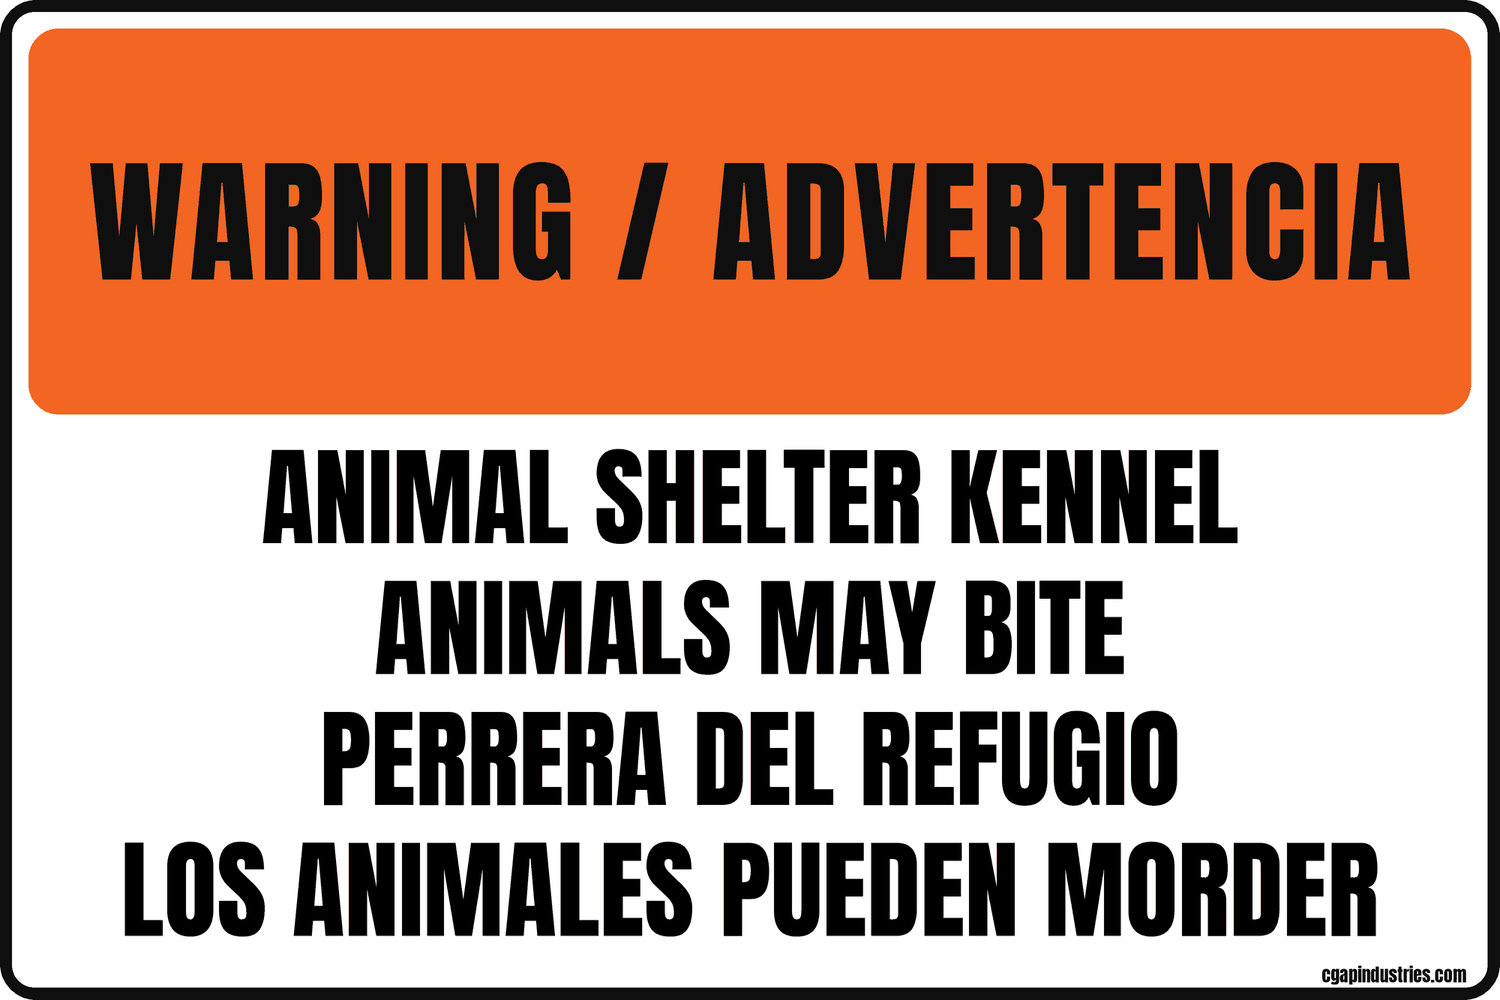 WARNING / ADVERTENCIA
ANIMAL SHELTER KENNEL
ANIMALS MAY BITE
PERRERA DEL REFUGIO
LOS ANIMALES PUEDEN MORDER
cgapindustries.com